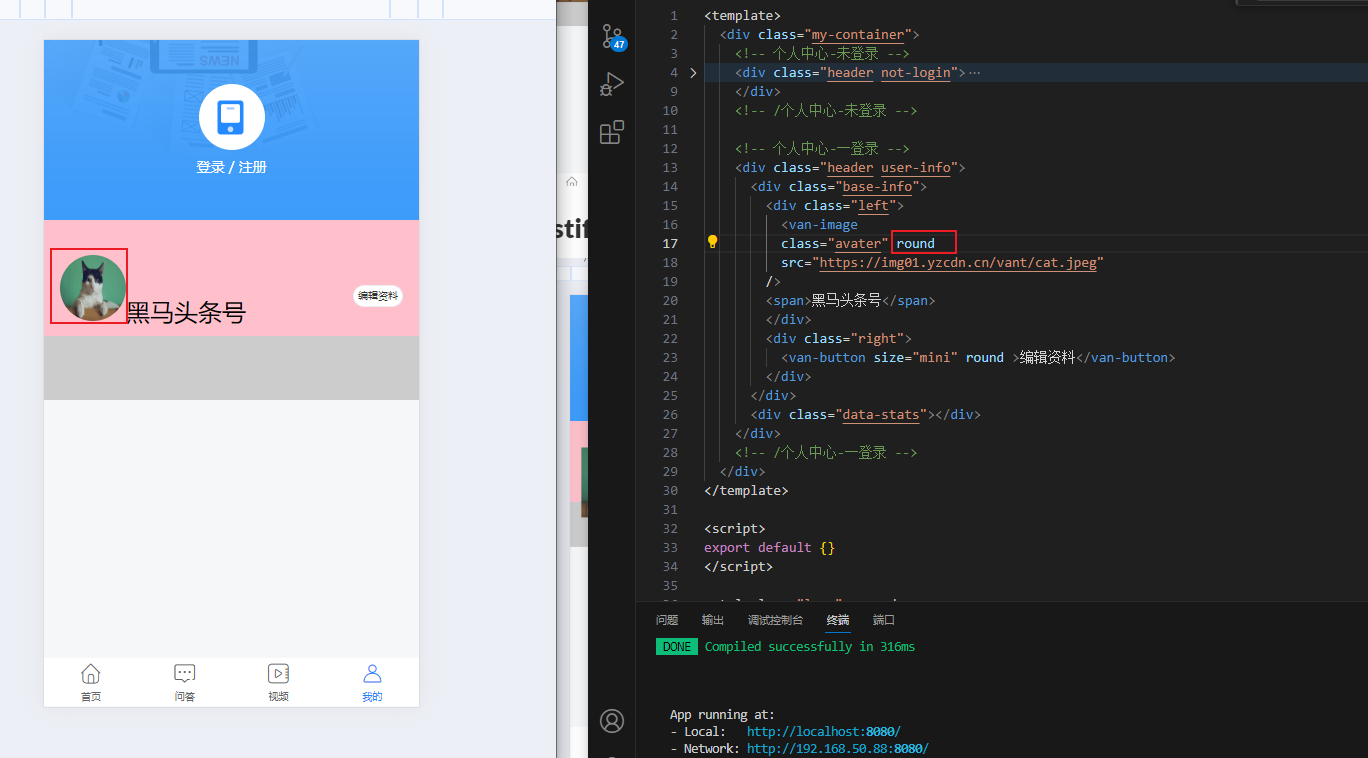 NEWS
登录 / 注册
黑马头条号
编辑资料
首页
问答
视频
我的
stif
47
1 <template>
2 <div class="my-container">
3 <!-- 个人中心-未登录 -->
4 <div class="header not-login">…
9 </div>
10 <!-- /个人中心-未登录 -->
11
12 <!-- 个人中心-一登录 -->
13 <div class="header user-info">
14 <div class="base-info">
15 <div class="left">
16 <van-image
17 class="avater" round
18 src="https://img01.yzcdn.cn/vant/cat.jpeg"
19 />
20 <span>黑马头条号</span>
21 </div>
22 <div class="right">
23 <van-button size="mini" round >编辑资料</van-button>
24 </div>
25 </div>
26 <div class="data-stats"></div>
27 </div>
28 <!-- /个人中心-一登录 -->
29 </div>
30 </template>
31
32 <script>
33 export default {}
34 </script>
35
问题 输出 调试控制台 终端 端口
DONE Compiled successfully in 316ms
App running at:
- Local: http://localhost:8080/
- Network: http://192.168.50.88:8080/